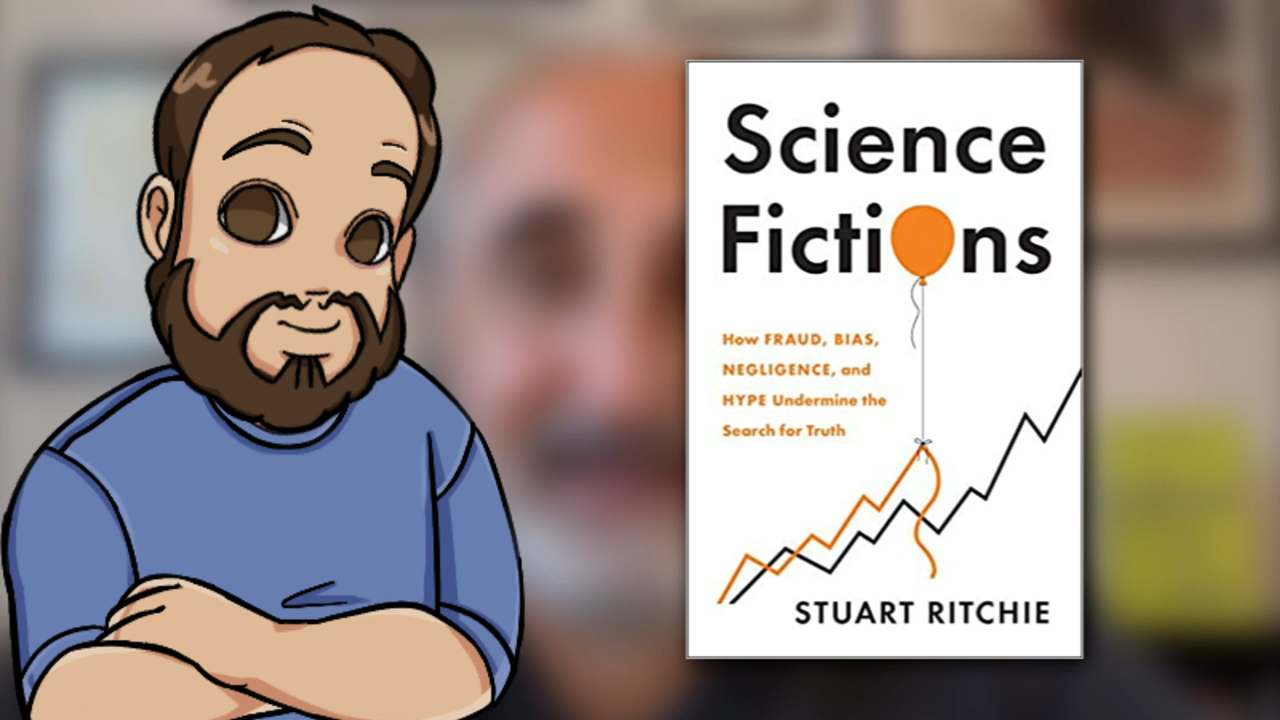 Science
Fictions
How FRAUD, BIAS,
NEGLIGENCE, and
HYPE Undermine the
Search for Truth
STUART RITCHIE